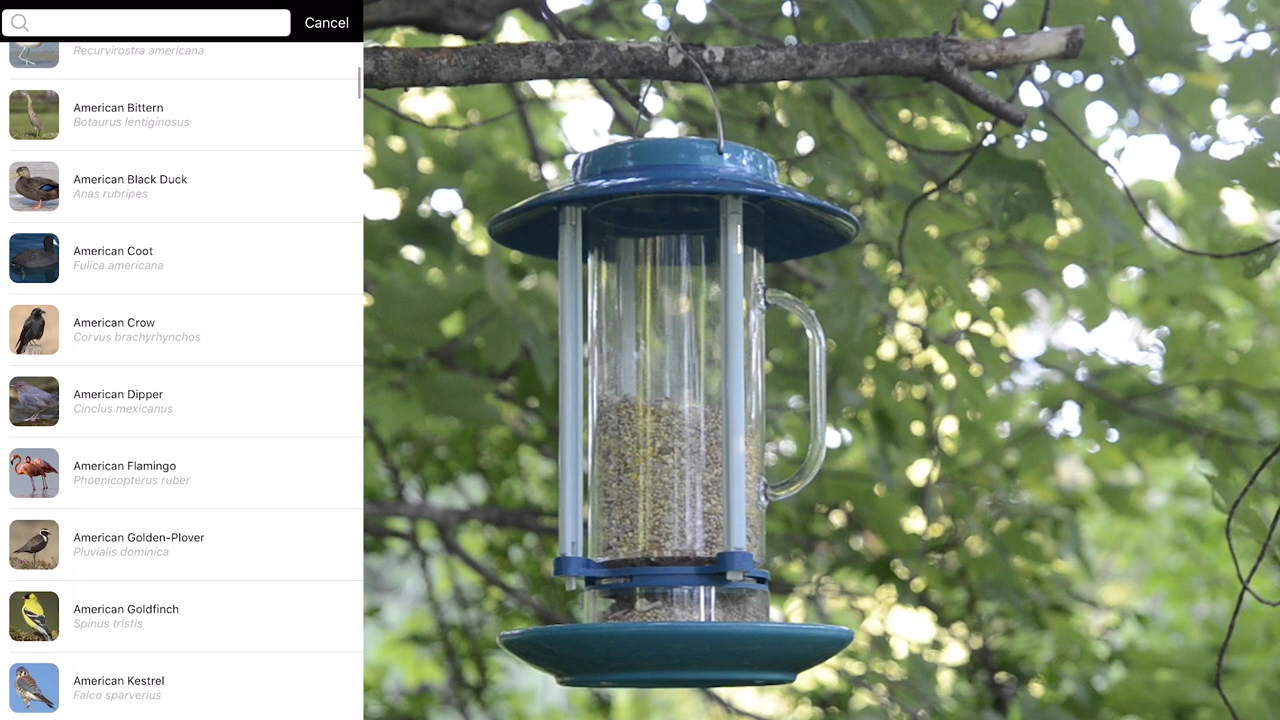 Cancel
Recurvirostra americana
American Bittern
Botaurus lentiginosus
American Black Duck
Anas rubripes
American Coot
Fulica americana
American Crow
Corvus brachyrhynchos
American Dipper
Cinclus mexicanus
American Flamingo
Phoenicopterus ruber
American Golden-Plover
Pluvialis dominica
American Goldfinch
Spinus tristis
American Kestrel
Falco sparverius